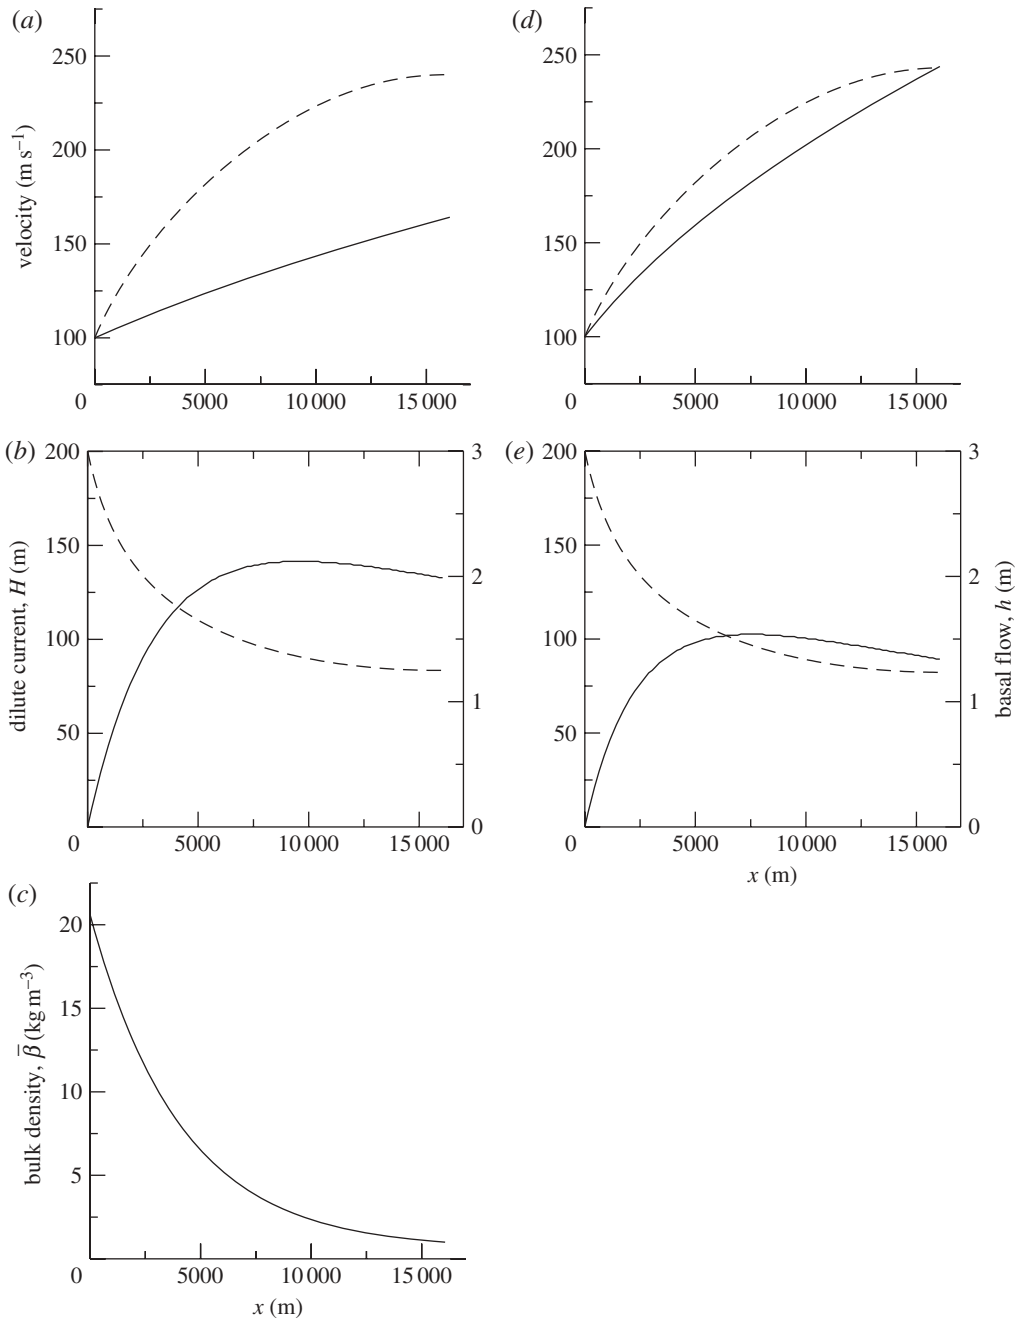 (a)
250
200
150
100
velocity (m s⁻¹)
0 5000 10 000 15 000
(d)
250
200
150
100
0 5000 10 000 15 000
(b)
200
150
100
50
dilute current, H (m)
3
2
1
0
0 5000 10 000 15 000
(e)
200
150
100
50
3
2
1
0
basal flow, h (m)
0 5000 10 000 15 000
x (m)
(c)
20
15
10
5
bulk density, β̅ (kg m⁻³)
0 5000 10 000 15 000
x (m)